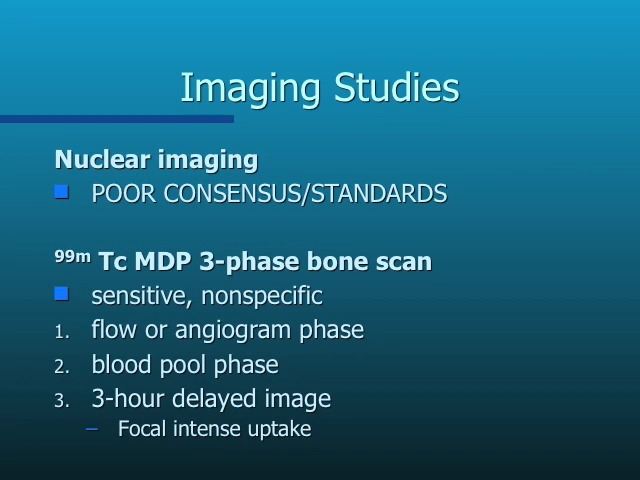 Imaging Studies
Nuclear imaging
■ POOR CONSENSUS/STANDARDS
99m Tc MDP 3-phase bone scan
■ sensitive, nonspecific
1. flow or angiogram phase
2. blood pool phase
3. 3-hour delayed image
– Focal intense uptake